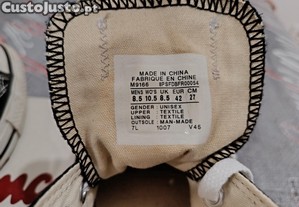 CustoJusto.pt
MADE IN CHINA
FABRIQUE EN CHINE
M9166
MENS WO'S UK EUR CM
8.5 10.5 8.5 42 27
GENDER UNISEX
UPPER TEXTILE
LINING TEXTILE
OUTSOLE MAN-MADE
7L 1007 V45